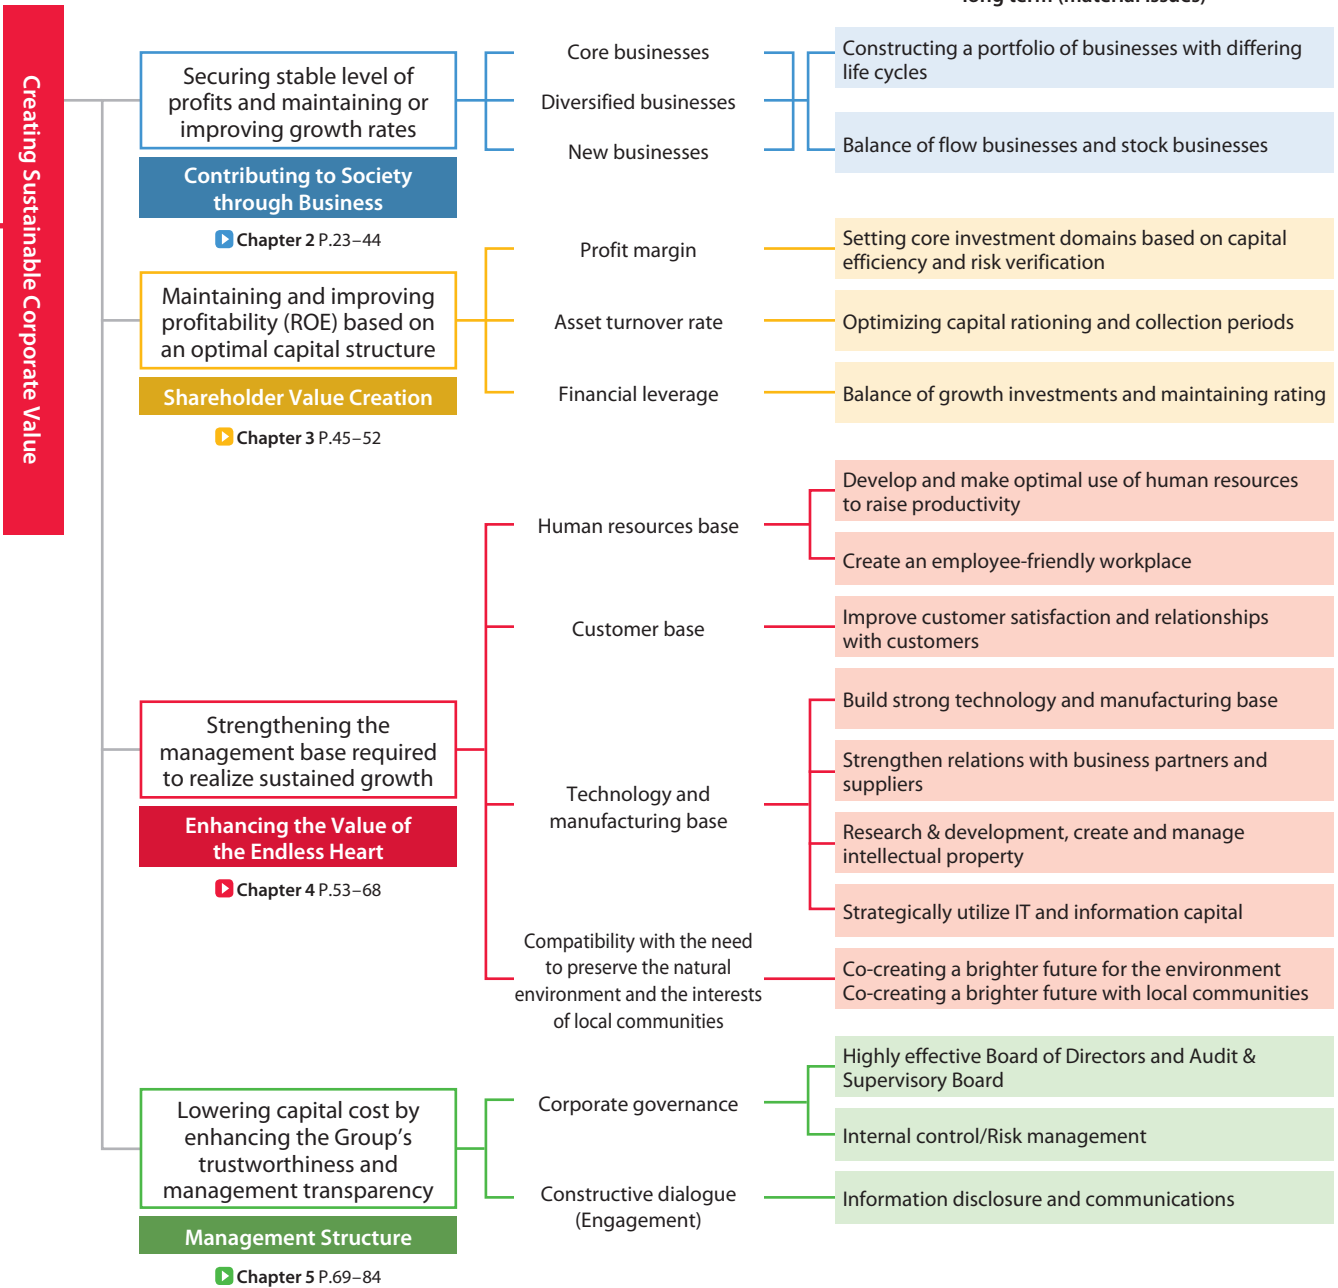 long term (material issues)
Creating Sustainable Corporate Value
Securing stable level of
profits and maintaining or
improving growth rates
Contributing to Society
through Business
Chapter 2 P.23–44
Core businesses
Diversified businesses
New businesses
Constructing a portfolio of businesses with differing
life cycles
Balance of flow businesses and stock businesses
Maintaining and improving
profitability (ROE) based on
an optimal capital structure
Shareholder Value Creation
Chapter 3 P.45–52
Profit margin
Asset turnover rate
Financial leverage
Setting core investment domains based on capital
efficiency and risk verification
Optimizing capital rationing and collection periods
Balance of growth investments and maintaining rating
Strengthening the
management base required
to realize sustained growth
Enhancing the Value of
the Endless Heart
Chapter 4 P.53–68
Human resources base
Develop and make optimal use of human resources
to raise productivity
Create an employee-friendly workplace
Customer base
Improve customer satisfaction and relationships
with customers
Technology and
manufacturing base
Build strong technology and manufacturing base
Strengthen relations with business partners and
suppliers
Research & development, create and manage
intellectual property
Strategically utilize IT and information capital
Compatibility with the need
to preserve the natural
environment and the interests
of local communities
Co-creating a brighter future for the environment
Co-creating a brighter future with local communities
Lowering capital cost by
enhancing the Group's
trustworthiness and
management transparency
Management Structure
Chapter 5 P.69–84
Corporate governance
Highly effective Board of Directors and Audit &
Supervisory Board
Internal control/Risk management
Constructive dialogue
(Engagement)
Information disclosure and communications